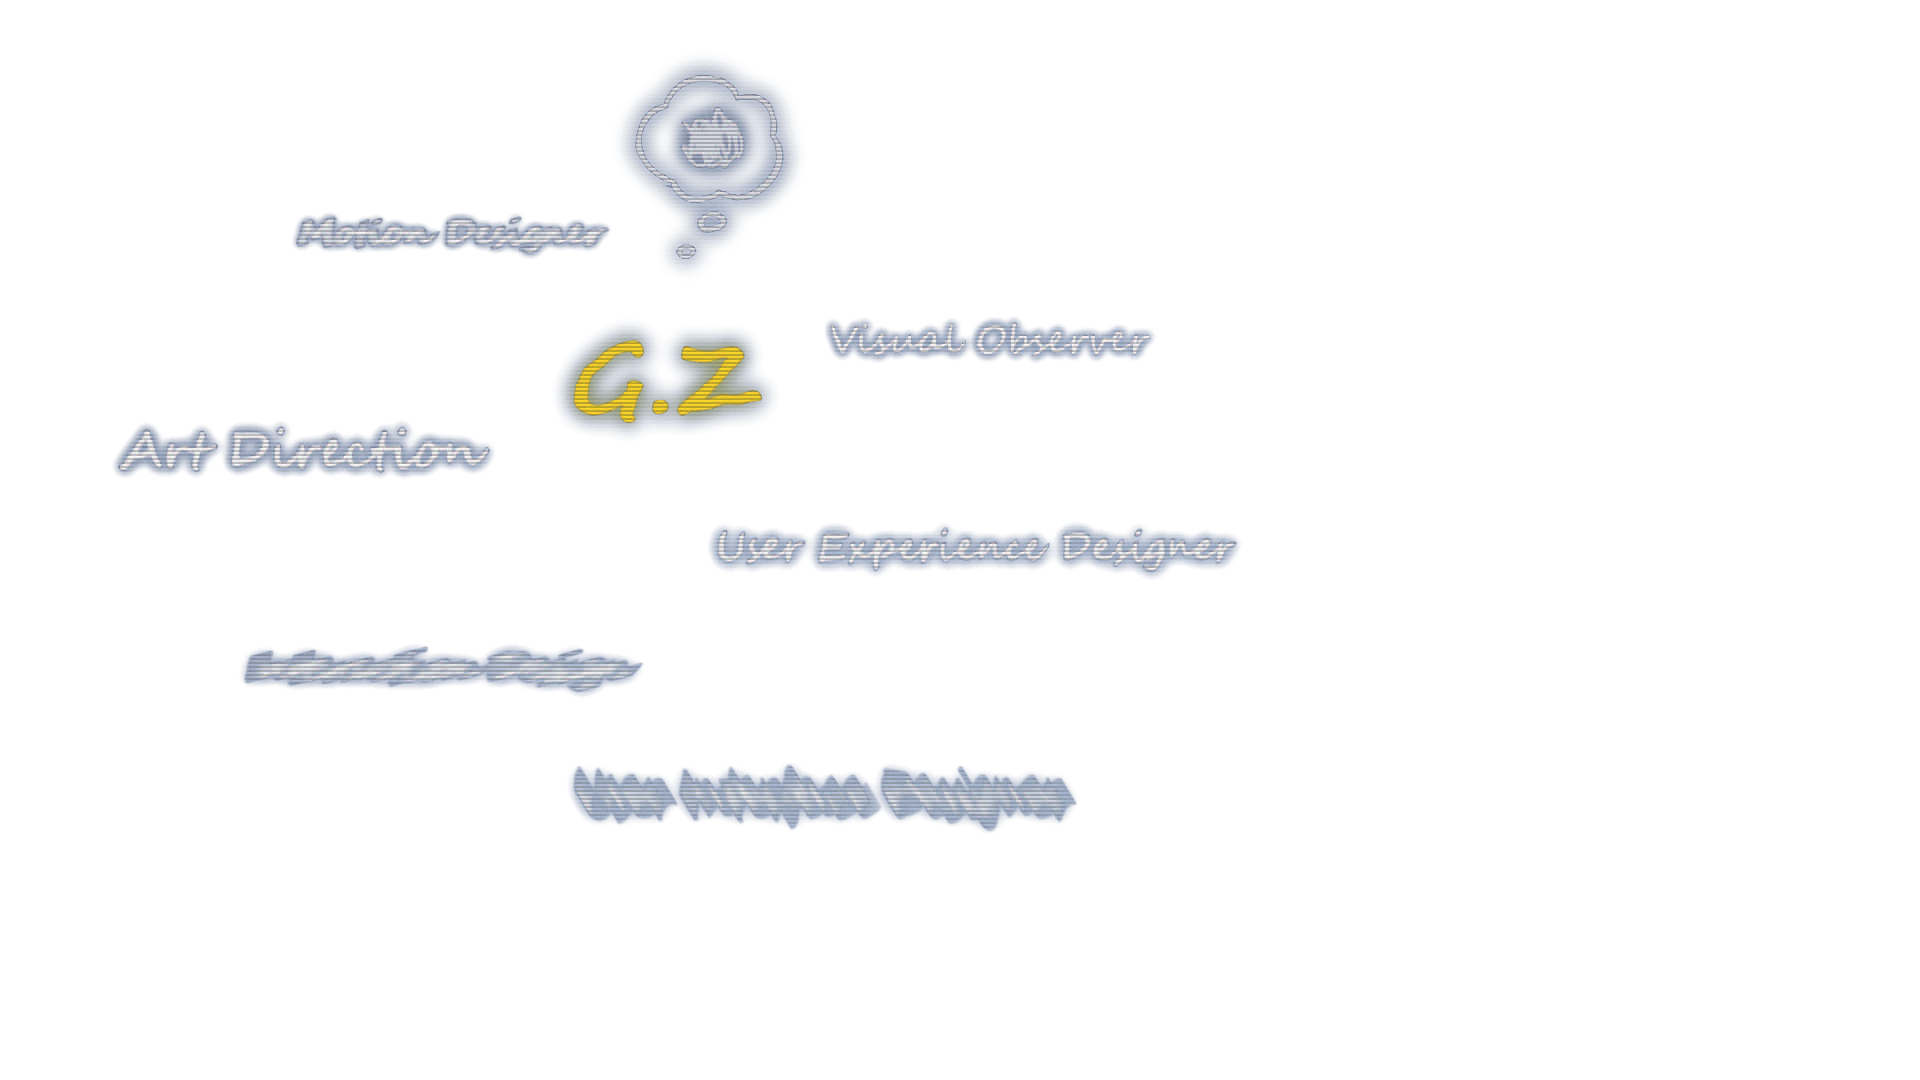 Motion Designer
Visual Observer
G.Z
Art Direction
User Experience Designer
Interaction Design
User Interface Designer